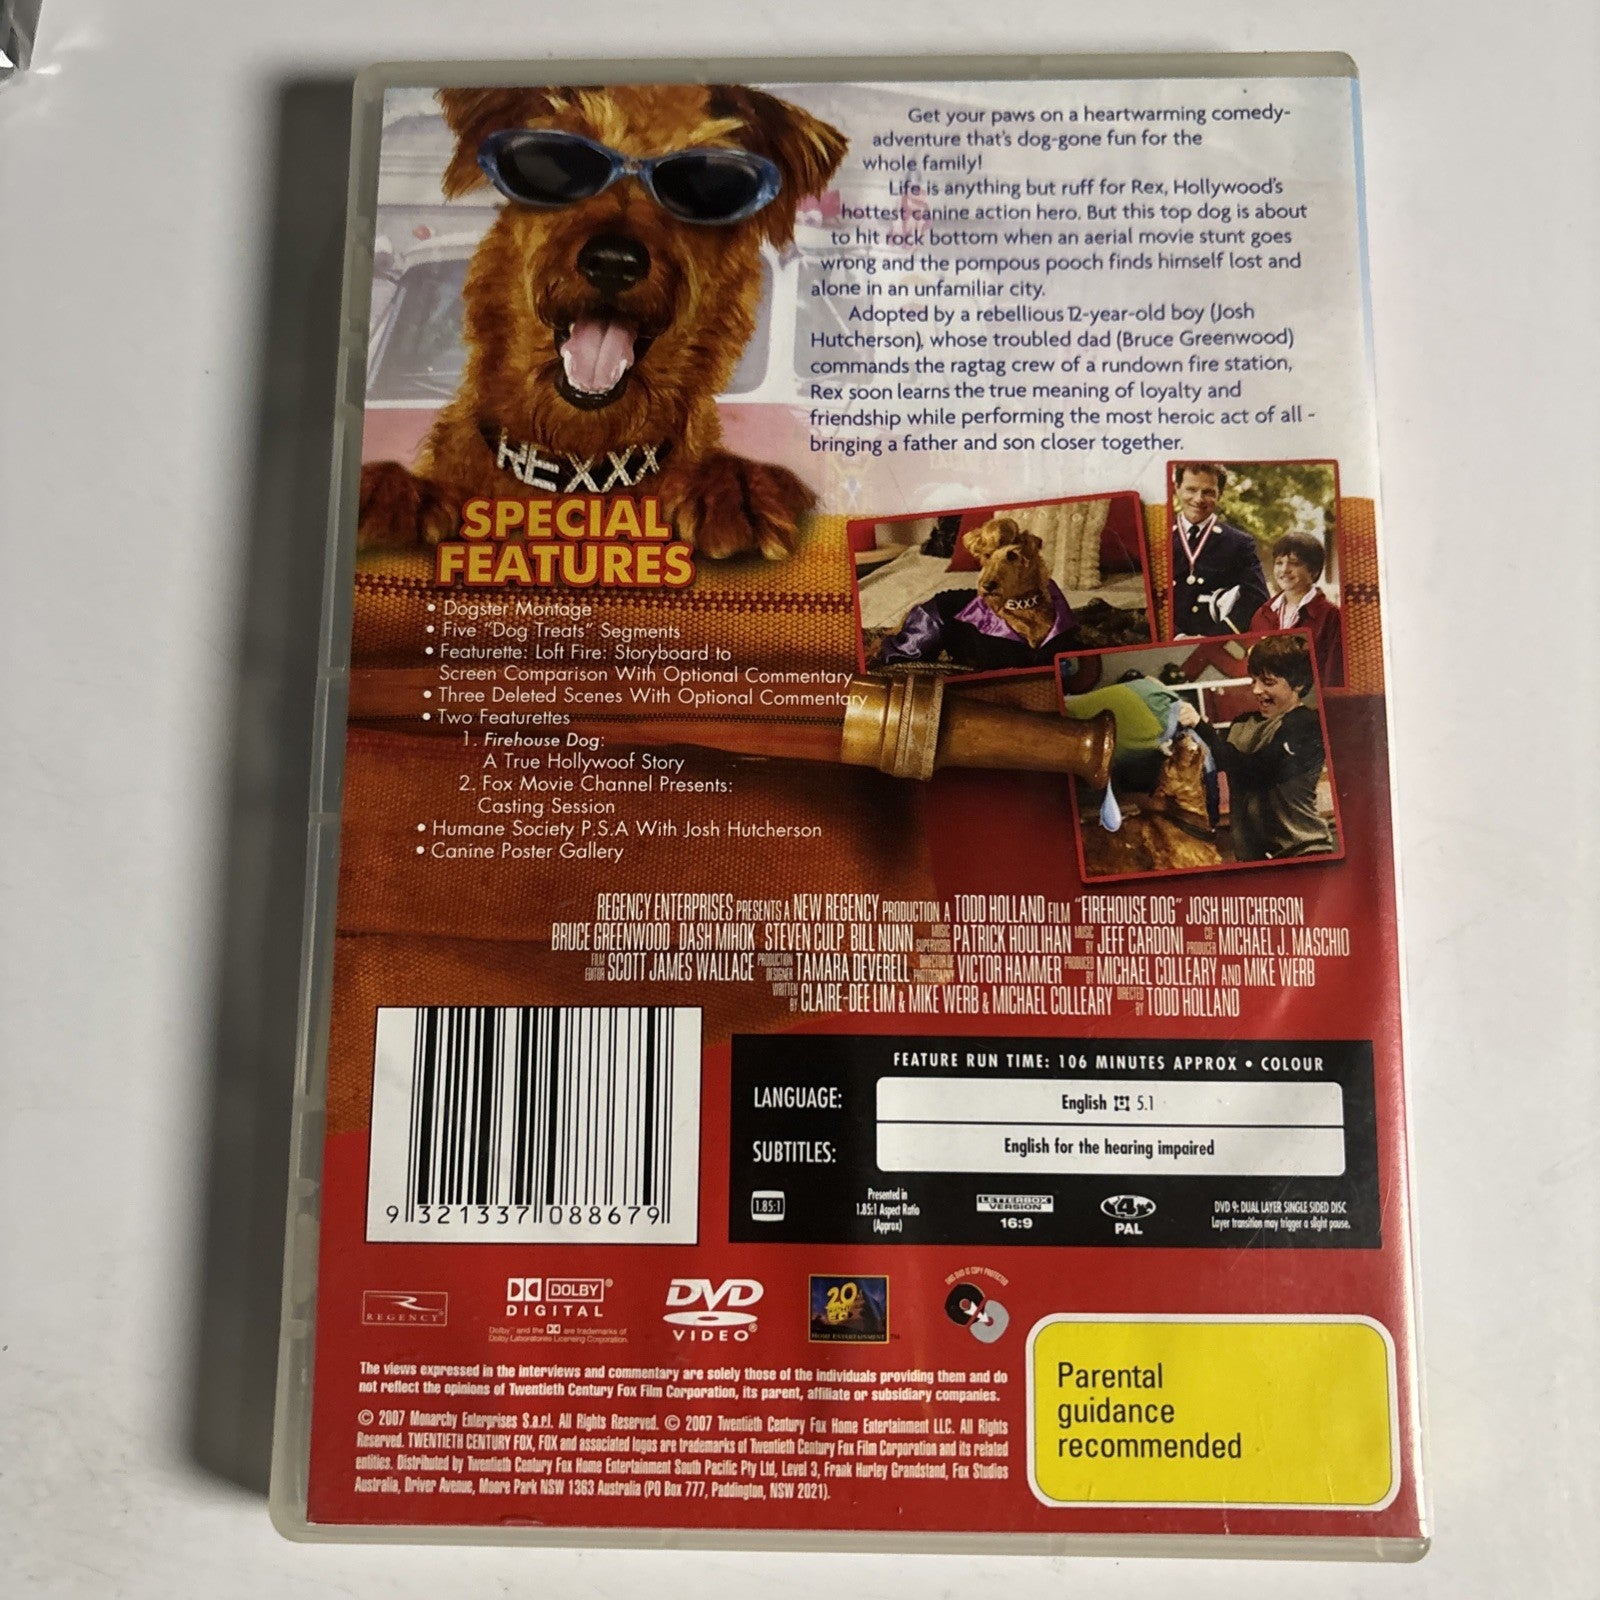 Get your paws on a heartwarming comedy-
adventure that's dog-gone fun for the
whole family!
Life is anything but ruff for Rex, Hollywood's
hottest canine action hero. But this top dog is about
to hit rock bottom when an aerial movie stunt goes
wrong and the pompous pooch finds himself lost and
alone in an unfamiliar city.
Adopted by a rebellious 12-year-old boy (Josh
Hutcherson), whose troubled dad (Bruce Greenwood)
commands the ragtag crew of a rundown fire station,
Rex soon learns the true meaning of loyalty and
friendship while performing the most heroic act of all -
bringing a father and son closer together.
REXXX
EXXX
SPECIAL
FEATURES
• Dogster Montage
• Five "Dog Treats" Segments
• Featurette: Loft Fire: Storyboard to
Screen Comparison With Optional Commentary
• Three Deleted Scenes With Optional Commentary
• Two Featurettes
1. Firehouse Dog:
A True Hollywoof Story
2. Fox Movie Channel Presents:
Casting Session
• Humane Society P.S.A With Josh Hutcherson
• Canine Poster Gallery
REGENCY ENTERPRISES PRESENTS A NEW REGENCY PRODUCTION A TODD HOLLAND FILM "FIREHOUSE DOG" JOSH HUTCHERSON
BRUCE GREENWOOD DASH MIHOK STEVEN CULP BILL NUNN MUSIC SUPERVISOR PATRICK HOULIHAN MUSIC BY JEFF CARDONI CO-PRODUCER MICHAEL J. MASCHIO
FILM EDITOR SCOTT JAMES WALLACE PRODUCTION DESIGNER TAMARA DEVERELL DIRECTOR OF PHOTOGRAPHY VICTOR HAMMER PRODUCED BY MICHAEL COLLEARY AND MIKE WERB
WRITTEN BY CLAIRE-DEE LIM & MIKE WERB & MICHAEL COLLEARY DIRECTED BY TODD HOLLAND
FEATURE RUN TIME: 106 MINUTES APPROX • COLOUR
LANGUAGE: English 5.1
SUBTITLES: English for the hearing impaired
1.85:1
Presented in
1.85:1 Aspect Ratio
(Approx)
LETTERBOX
VERSION
16:9
4
PAL
DVD 9: DUAL LAYER SINGLE SIDED DISC
Layer transition may trigger a slight pause.
9 321337 088679
REGENCY
DOLBY
DIGITAL
Dolby and the are trademarks of
Dolby Laboratories Licensing Corporation.
DVD
VIDEO
20
HOME ENTERTAINMENT
THIS DVD IS COPY PROTECTED
The views expressed in the interviews and commentary are solely those of the individuals providing them and do
not reflect the opinions of Twentieth Century Fox Film Corporation, its parent, affiliate or subsidiary companies.
© 2007 Monarchy Enterprises S.a.r.l. All Rights Reserved. © 2007 Twentieth Century Fox Home Entertainment LLC. All Rights
Reserved. TWENTIETH CENTURY FOX, FOX and associated logos are trademarks of Twentieth Century Fox Film Corporation and its related
entities. Distributed by Twentieth Century Fox Home Entertainment South Pacific Pty Ltd, Level 3, Frank Hurley Grandstand, Fox Studios
Australia, Driver Avenue, Moore Park NSW 1363 Australia (PO Box 777, Paddington, NSW 2021).
Parental
guidance
recommended